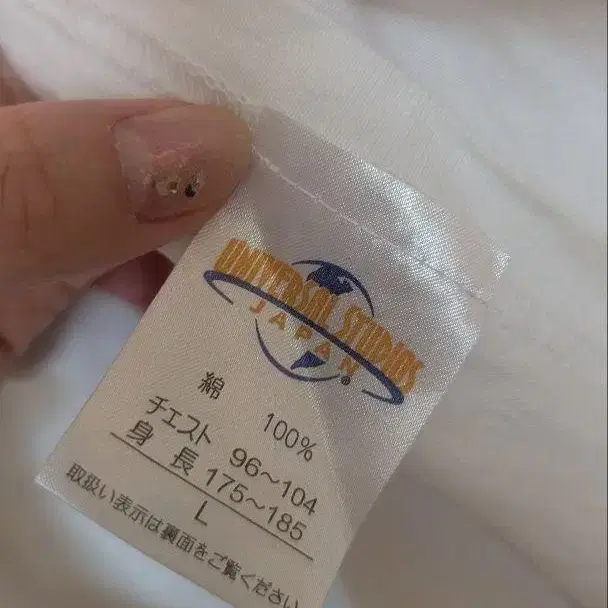 UNIVERSAL STUDIOS
JAPAN®
綿 100%
チェスト 96～104
身長 175～185
L
取扱い表示は裏面をご覧ください